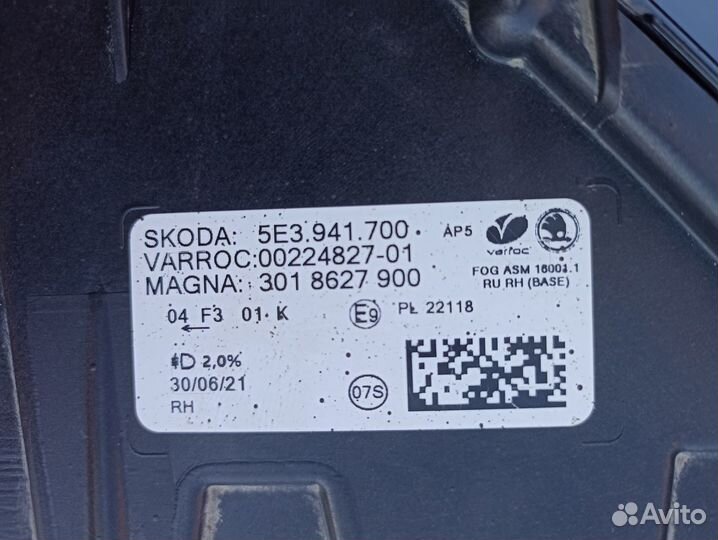 SKODA: 5E3.941.700. AP5
VARROC:00224827-01
MAGNA: 301 8627 900
varroc
FOG ASM 16001.1
RU RH (BASE)
04 F3 01 K
E9
PL 22118
2,0%
30/06/21
RH
07S
Avito